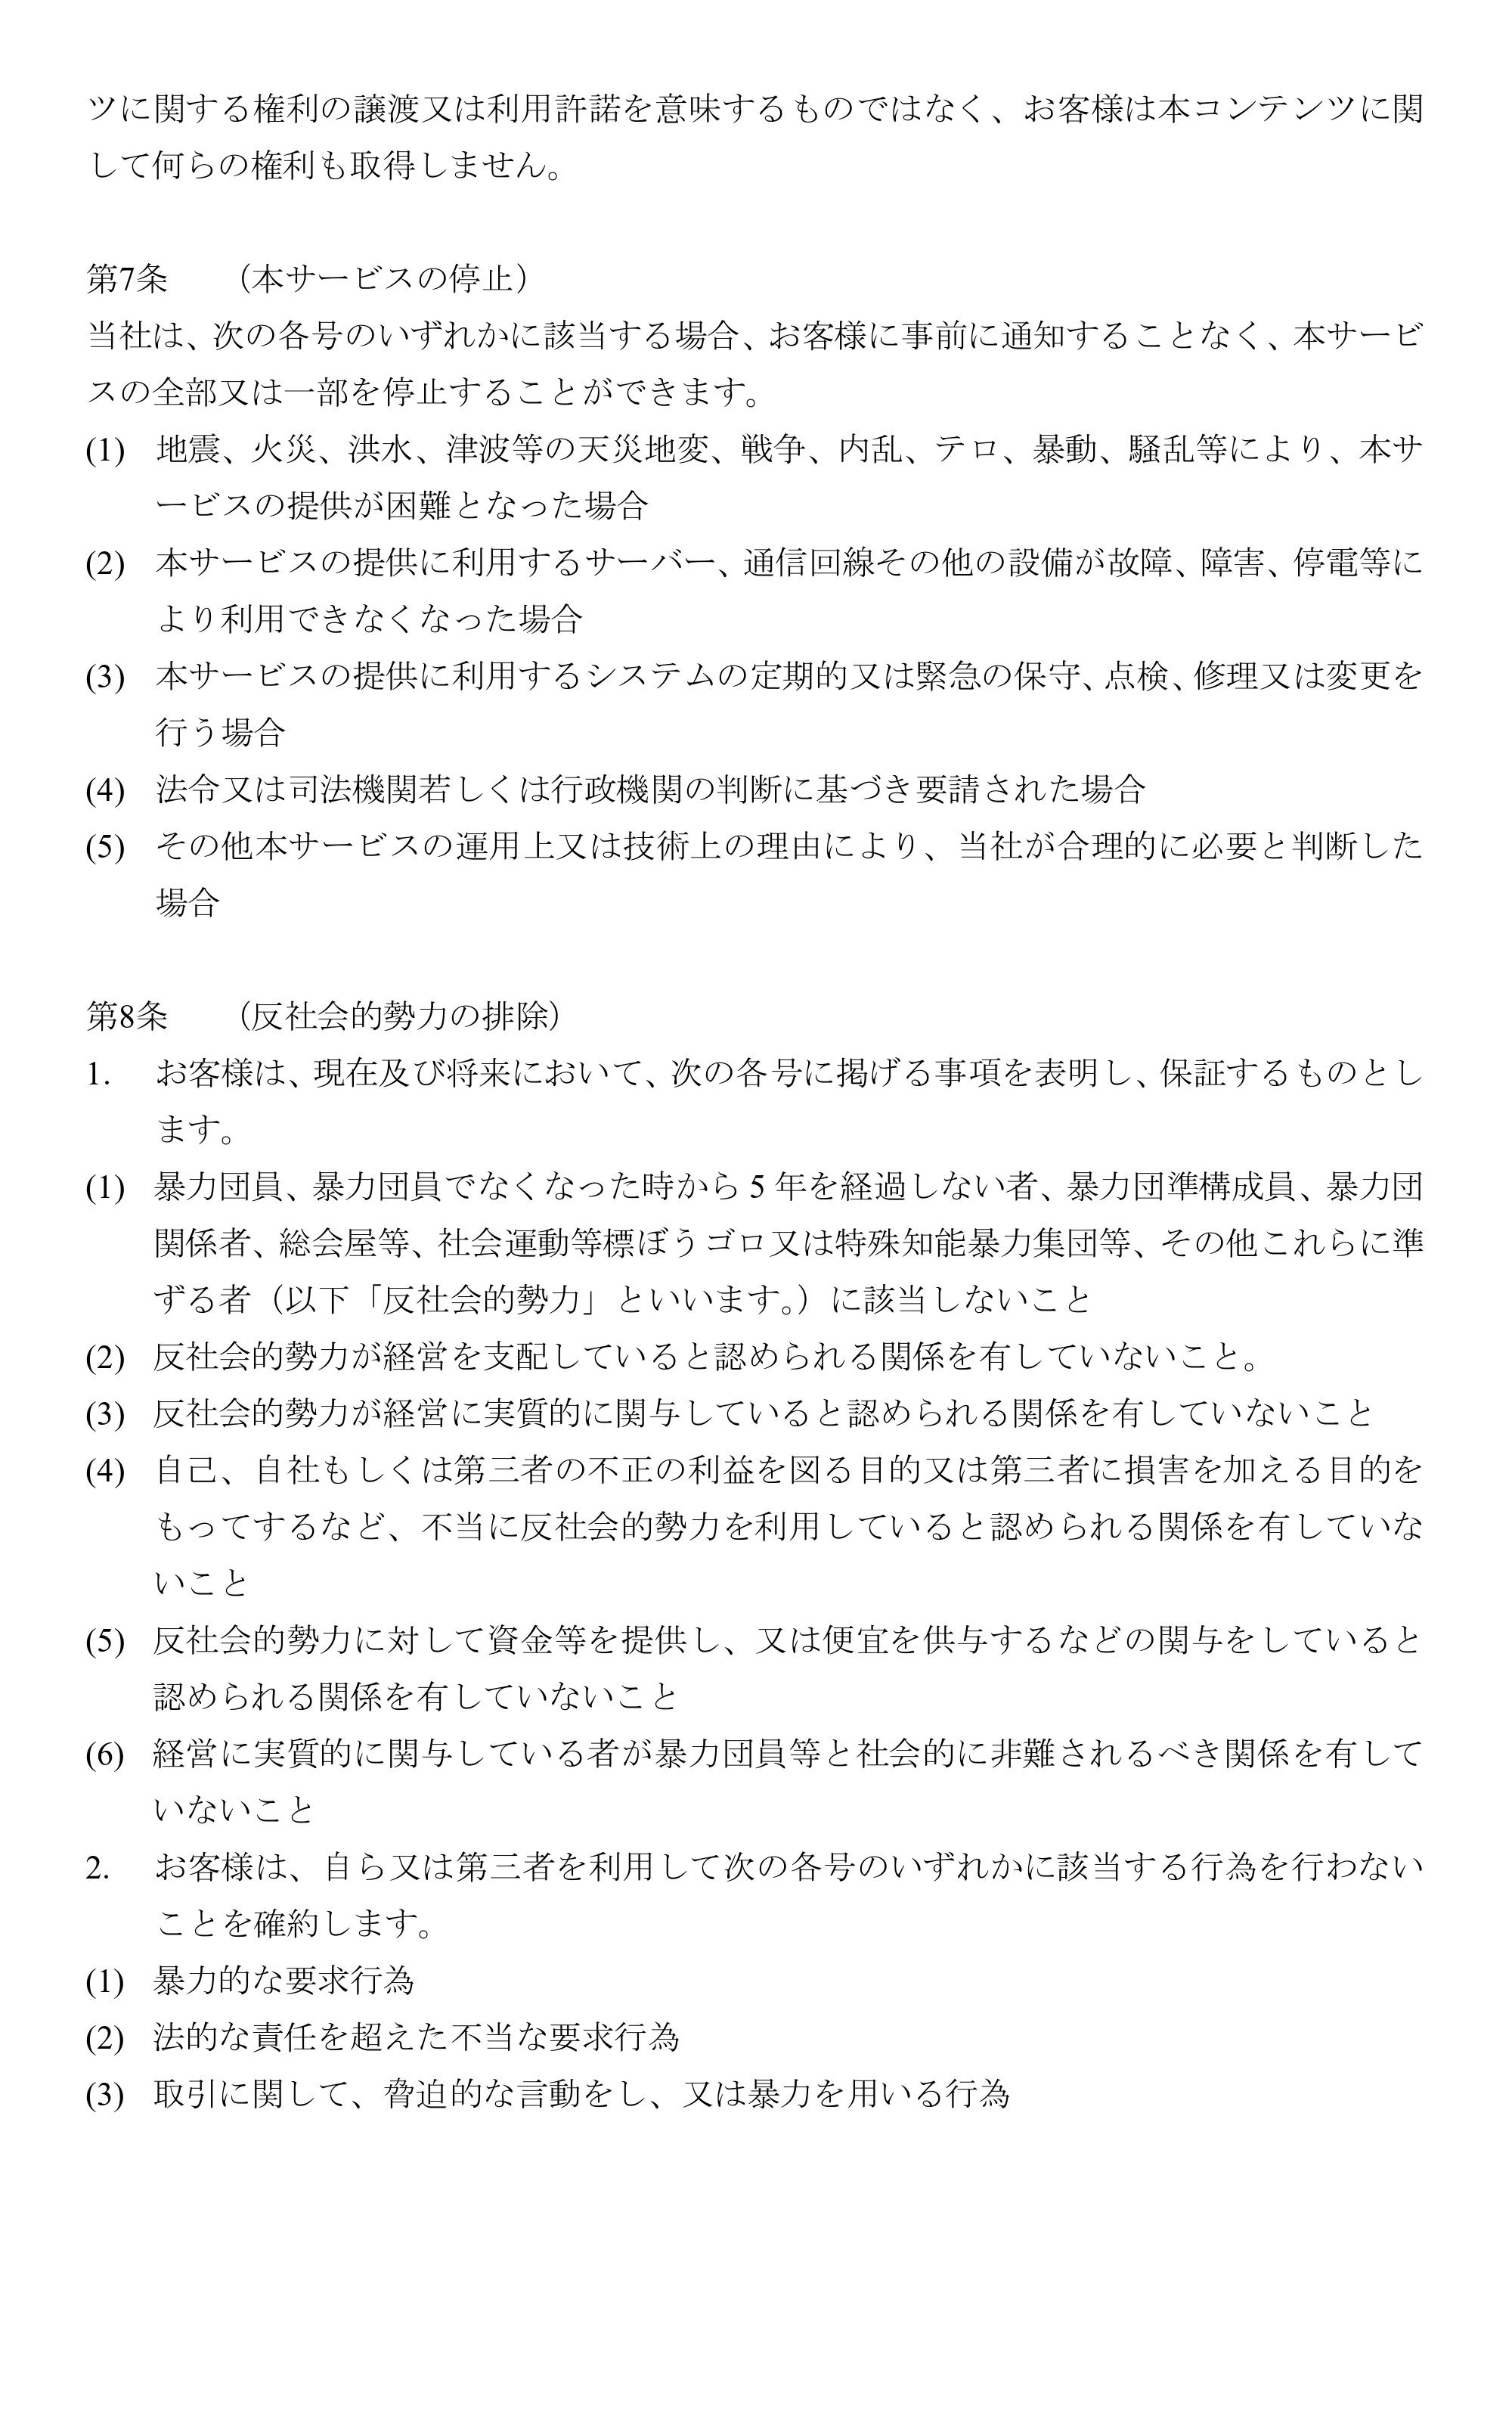 ツに関する権利の譲渡又は利用許諾を意味するものではなく、お客様は本コンテンツに関
して何らの権利も取得しません。
第7条　（本サービスの停止）
当社は、次の各号のいずれかに該当する場合、お客様に事前に通知することなく、本サービ
スの全部又は一部を停止することができます。
(1) 地震、火災、洪水、津波等の天災地変、戦争、内乱、テロ、暴動、騒乱等により、本サ
ービスの提供が困難となった場合
(2) 本サービスの提供に利用するサーバー、通信回線その他の設備が故障、障害、停電等に
より利用できなくなった場合
(3) 本サービスの提供に利用するシステムの定期的又は緊急の保守、点検、修理又は変更を
行う場合
(4) 法令又は司法機関若しくは行政機関の判断に基づき要請された場合
(5) その他本サービスの運用上又は技術上の理由により、当社が合理的に必要と判断した
場合
第8条　（反社会的勢力の排除）
1. お客様は、現在及び将来において、次の各号に掲げる事項を表明し、保証するものとし
ます。
(1) 暴力団員、暴力団員でなくなった時から 5 年を経過しない者、暴力団準構成員、暴力団
関係者、総会屋等、社会運動等標ぼうゴロ又は特殊知能暴力集団等、その他これらに準
ずる者（以下「反社会的勢力」といいます。）に該当しないこと
(2) 反社会的勢力が経営を支配していると認められる関係を有していないこと。
(3) 反社会的勢力が経営に実質的に関与していると認められる関係を有していないこと
(4) 自己、自社もしくは第三者の不正の利益を図る目的又は第三者に損害を加える目的を
もってするなど、不当に反社会的勢力を利用していると認められる関係を有していな
いこと
(5) 反社会的勢力に対して資金等を提供し、又は便宜を供与するなどの関与をしていると
認められる関係を有していないこと
(6) 経営に実質的に関与している者が暴力団員等と社会的に非難されるべき関係を有して
いないこと
2. お客様は、自ら又は第三者を利用して次の各号のいずれかに該当する行為を行わない
ことを確約します。
(1) 暴力的な要求行為
(2) 法的な責任を超えた不当な要求行為
(3) 取引に関して、脅迫的な言動をし、又は暴力を用いる行為